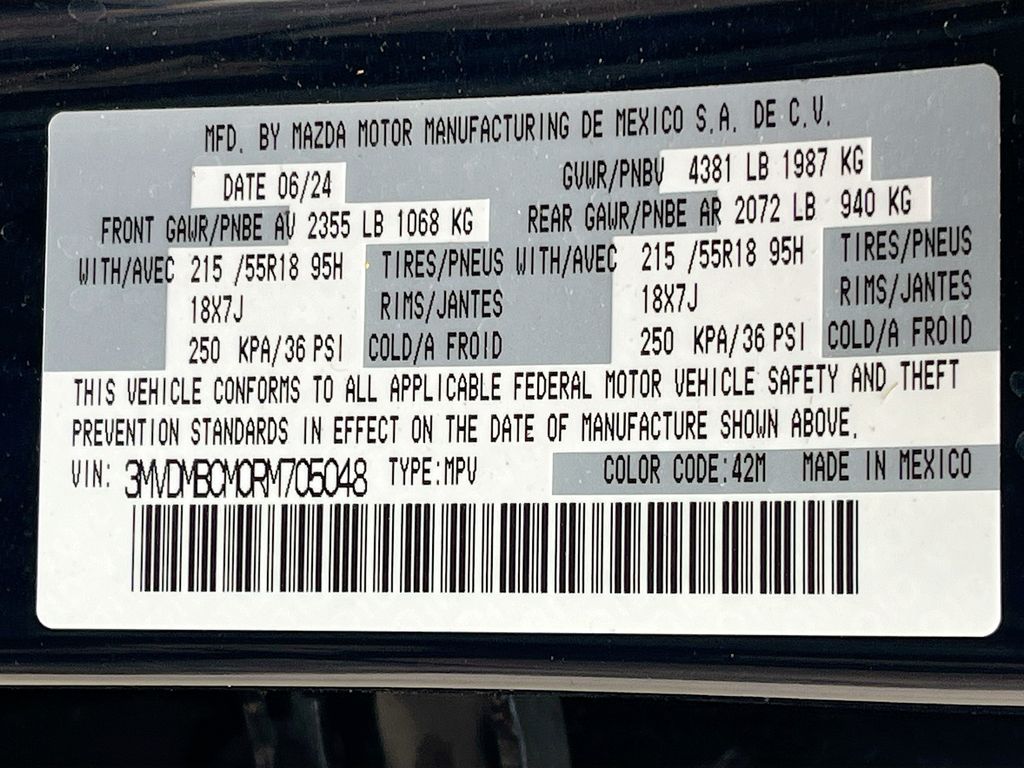 MFD. BY MAZDA MOTOR MANUFACTURING DE MEXICO S.A. DE C.V.
DATE 06/24 GVWR/PNBV 4381 LB 1987 KG
FRONT GAWR/PNBE AV 2355 LB 1068 KG REAR GAWR/PNBE AR 2072 LB 940 KG
WITH/AVEC 215 /55R18 95H TIRES/PNEUS WITH/AVEC 215 /55R18 95H TIRES/PNEUS
18X7J RIMS/JANTES 18X7J RIMS/JANTES
250 KPA/36 PSI COLD/A FROID 250 KPA/36 PSI COLD/A FROID
THIS VEHICLE CONFORMS TO ALL APPLICABLE FEDERAL MOTOR VEHICLE SAFETY AND THEFT
PREVENTION STANDARDS IN EFFECT ON THE DATE OF MANUFACTURE SHOWN ABOVE.
VIN: 3MVDMBCM0RM705048 TYPE:MPV COLOR CODE:42M MADE IN MEXICO